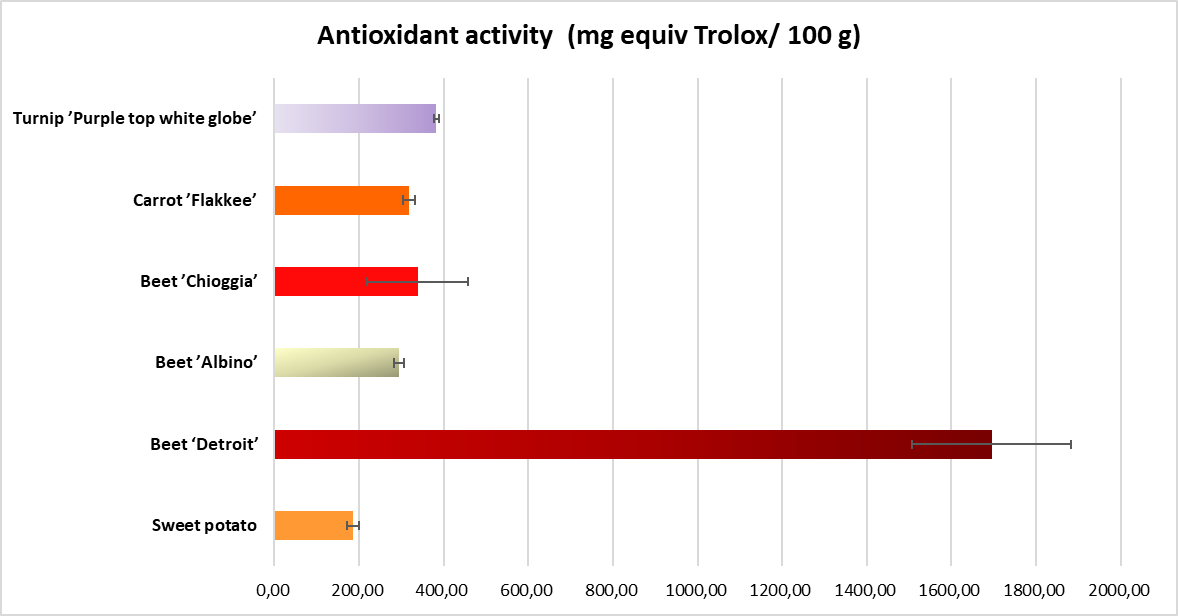 Antioxidant activity  (mg equiv Trolox/ 100 g)
Turnip ’Purple top white globe’
Carrot ’Flakkee’
Beet ’Chioggia’
Beet ’Albino’
Beet ‘Detroit’
Sweet potato
0,00 200,00 400,00 600,00 800,00 1000,00 1200,00 1400,00 1600,00 1800,00 2000,00